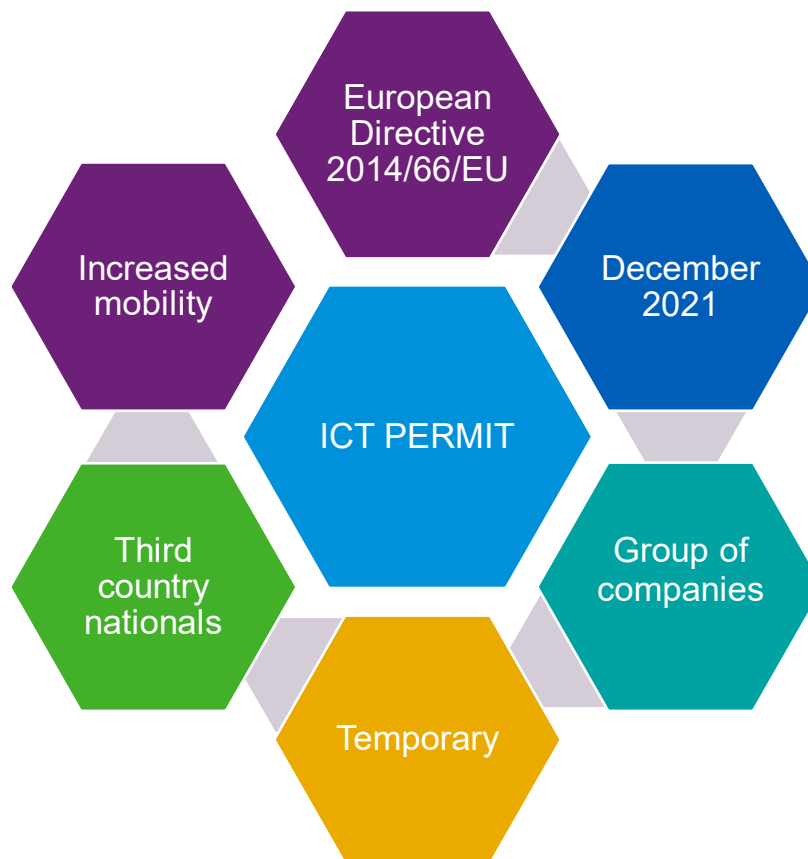 European
Directive
2014/66/EU
December
2021
Group of
companies
Temporary
Third
country
nationals
Increased
mobility
ICT PERMIT